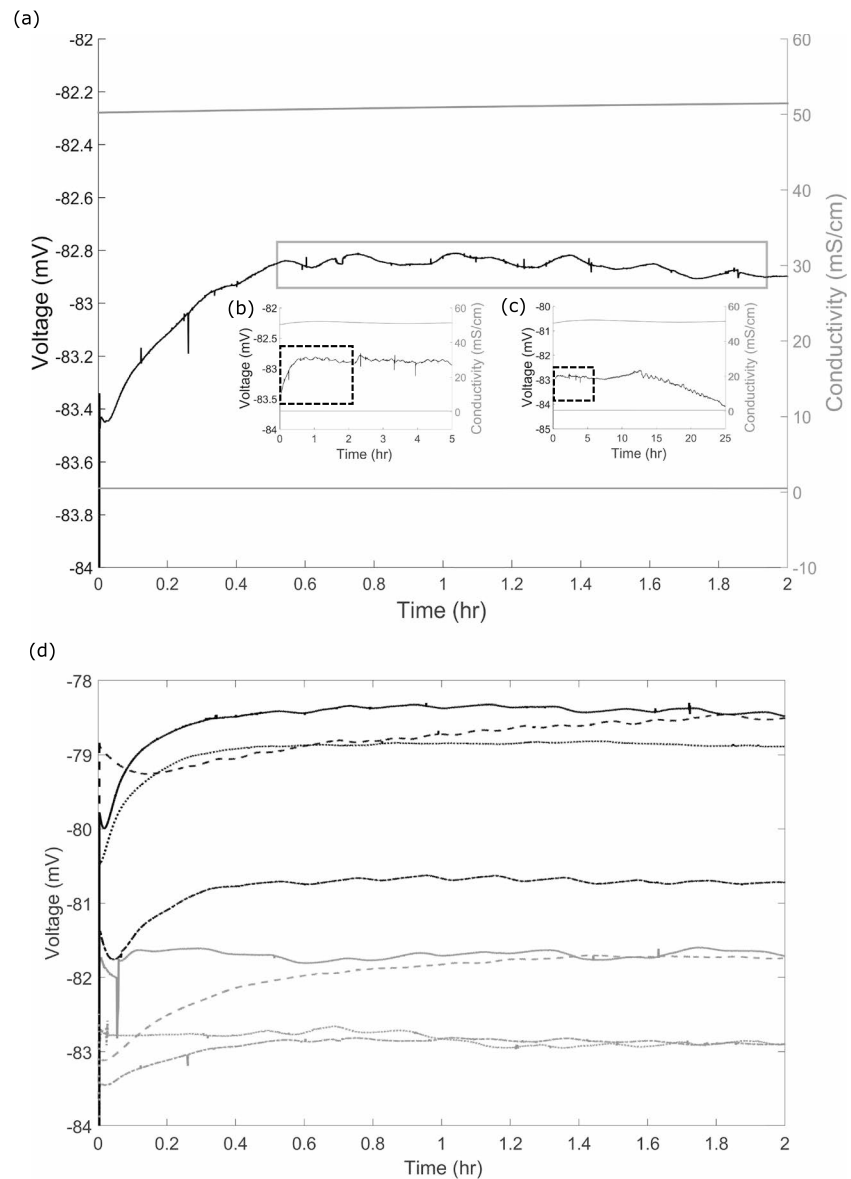 (a)
-82
-82.2
-82.4
-82.6
-82.8
-83
-83.2
-83.4
-83.6
-83.8
-84
Voltage (mV)
60
50
40
30
20
10
0
-10
Conductivity (mS/cm)
0 0.2 0.4 0.6 0.8 1 1.2 1.4 1.6 1.8 2
Time (hr)
(b)
-82
-82.5
-83
-83.5
-84
Voltage (mV)
60
40
20
0
Conductivity (mS/cm)
0 1 2 3 4 5
Time (hr)
(c)
-80
-81
-82
-83
-84
-85
Voltage (mV)
60
40
20
0
Conductivity (mS/cm)
0 5 10 15 20 25
Time (hr)
(d)
-78
-79
-80
-81
-82
-83
-84
Voltage (mV)
0 0.2 0.4 0.6 0.8 1 1.2 1.4 1.6 1.8 2
Time (hr)